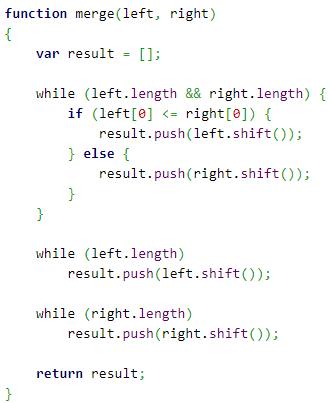 function merge(left, right)
{
    var result = [];

    while (left.length && right.length) {
        if (left[0] <= right[0]) {
            result.push(left.shift());
        } else {
            result.push(right.shift());
        }
    }

    while (left.length)
        result.push(left.shift());

    while (right.length)
        result.push(right.shift());

    return result;
}